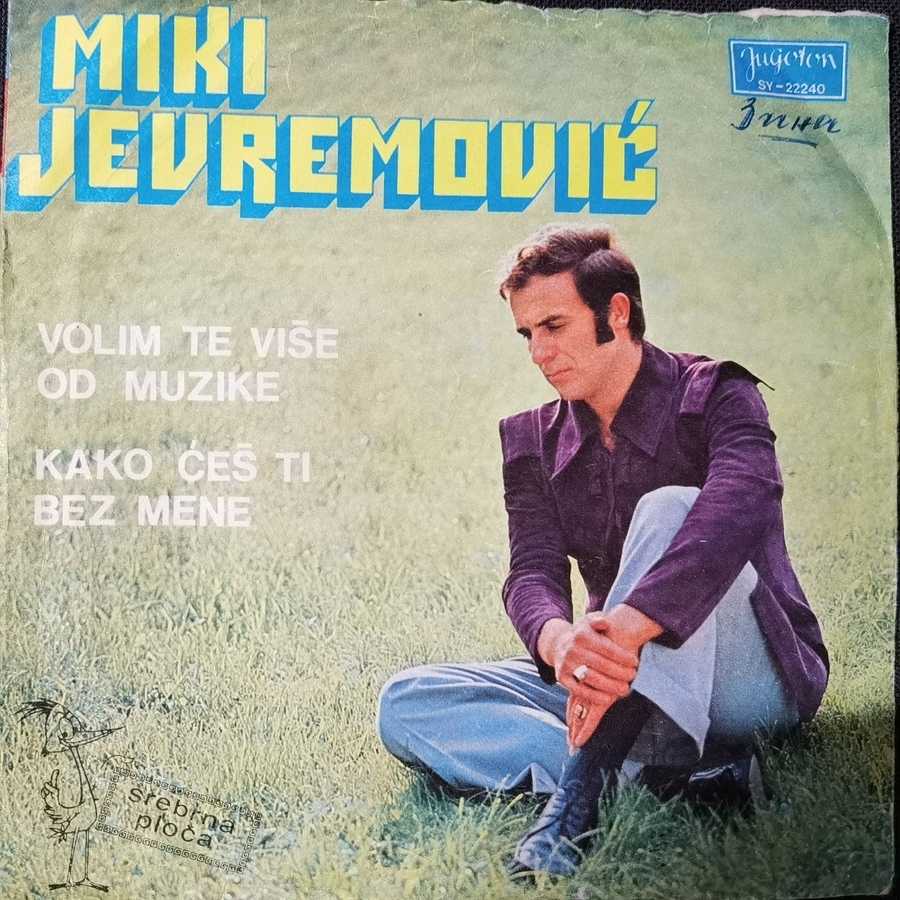 MIKI
JEVREMOVIĆ
Jugoton
SY-22240
VOLIM TE VIŠE
OD MUZIKE
KAKO ĆEŠ TI
BEZ MENE
srebrna
ploča